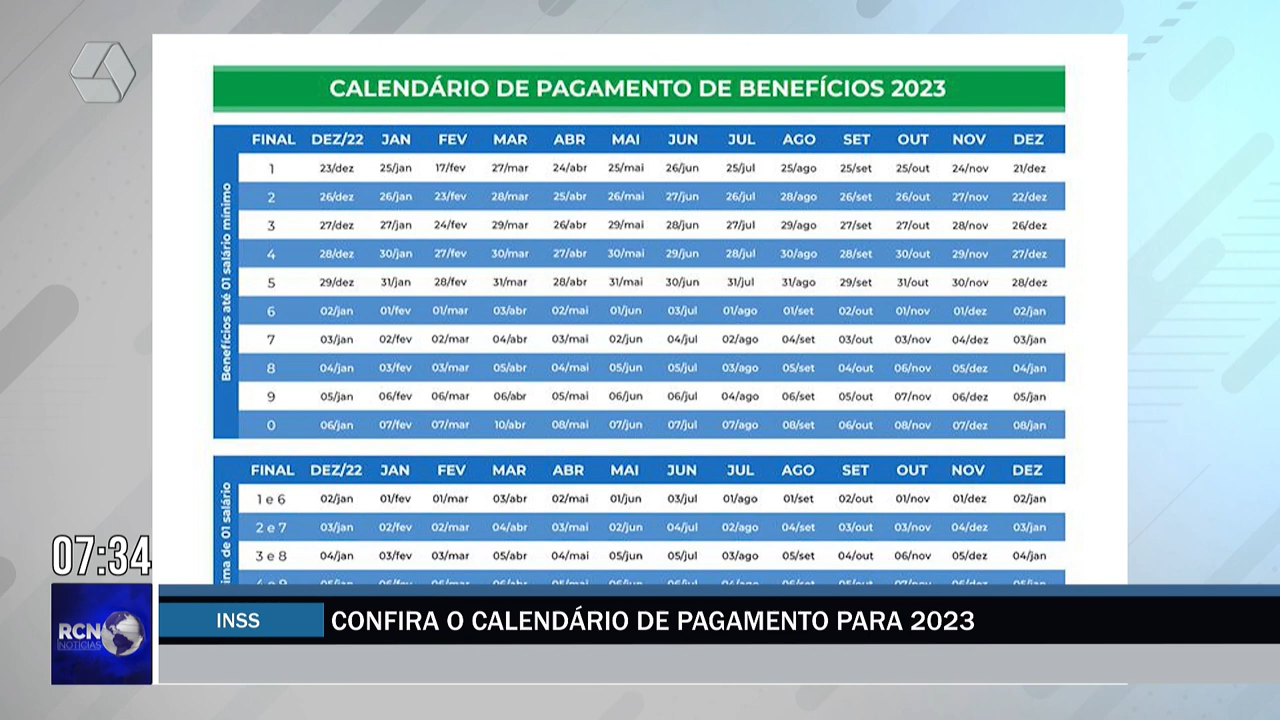 CALENDÁRIO DE PAGAMENTO DE BENEFÍCIOS 2023
Benefícios até 01 salário mínimo
FINAL DEZ/22 JAN FEV MAR ABR MAI JUN JUL AGO SET OUT NOV DEZ
1 23/dez 25/jan 17/fev 27/mar 24/abr 25/mai 26/jun 25/jul 25/ago 25/set 25/out 24/nov 21/dez
2 26/dez 26/jan 23/fev 28/mar 25/abr 26/mai 27/jun 26/jul 28/ago 26/set 26/out 27/nov 22/dez
3 27/dez 27/jan 24/fev 29/mar 26/abr 29/mai 28/jun 27/jul 29/ago 27/set 27/out 28/nov 26/dez
4 28/dez 30/jan 27/fev 30/mar 27/abr 30/mai 29/jun 28/jul 30/ago 28/set 30/out 29/nov 27/dez
5 29/dez 31/jan 28/fev 31/mar 28/abr 31/mai 30/jun 31/jul 31/ago 29/set 31/out 30/nov 28/dez
6 02/jan 01/fev 01/mar 03/abr 02/mai 01/jun 03/jul 01/ago 01/set 02/out 01/nov 01/dez 02/jan
7 03/jan 02/fev 02/mar 04/abr 03/mai 02/jun 04/jul 02/ago 04/set 03/out 03/nov 04/dez 03/jan
8 04/jan 03/fev 03/mar 05/abr 04/mai 05/jun 05/jul 03/ago 05/set 04/out 06/nov 05/dez 04/jan
9 05/jan 06/fev 06/mar 06/abr 05/mai 06/jun 06/jul 04/ago 06/set 05/out 07/nov 06/dez 05/jan
0 06/jan 07/fev 07/mar 10/abr 08/mai 07/jun 07/jul 07/ago 08/set 06/out 08/nov 07/dez 08/jan
ima de 01 salário
FINAL DEZ/22 JAN FEV MAR ABR MAI JUN JUL AGO SET OUT NOV DEZ
1 e 6 02/jan 01/fev 01/mar 03/abr 02/mai 01/jun 03/jul 01/ago 01/set 02/out 01/nov 01/dez 02/jan
2 e 7 03/jan 02/fev 02/mar 04/abr 03/mai 02/jun 04/jul 02/ago 04/set 03/out 03/nov 04/dez 03/jan
3 e 8 04/jan 03/fev 03/mar 05/abr 04/mai 05/jun 05/jul 03/ago 05/set 04/out 06/nov 05/dez 04/jan
07:34
RCN
NOTÍCIAS
INSS
CONFIRA O CALENDÁRIO DE PAGAMENTO PARA 2023